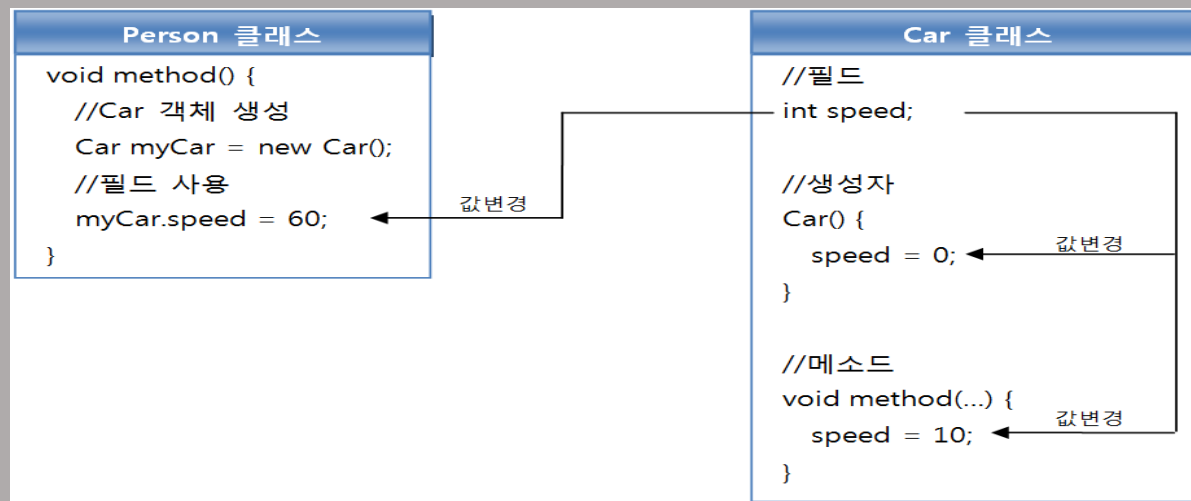 Person 클래스
void method() {
//Car 객체 생성
Car myCar = new Car();
//필드 사용
myCar.speed = 60;
}
값변경
Car 클래스
//필드
int speed;
//생성자
Car() {
speed = 0;
값변경
}
//메소드
void method(...) {
speed = 10;
값변경
}